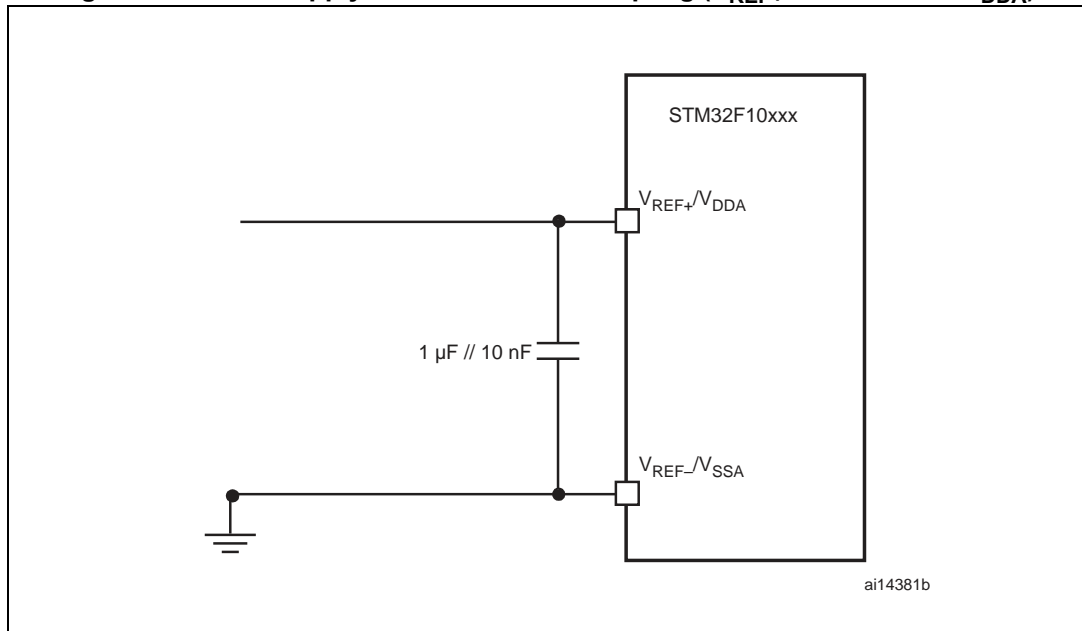 STM32F10xxx
VREF+/VDDA
1 µF // 10 nF
VREF–/VSSA
ai14381b